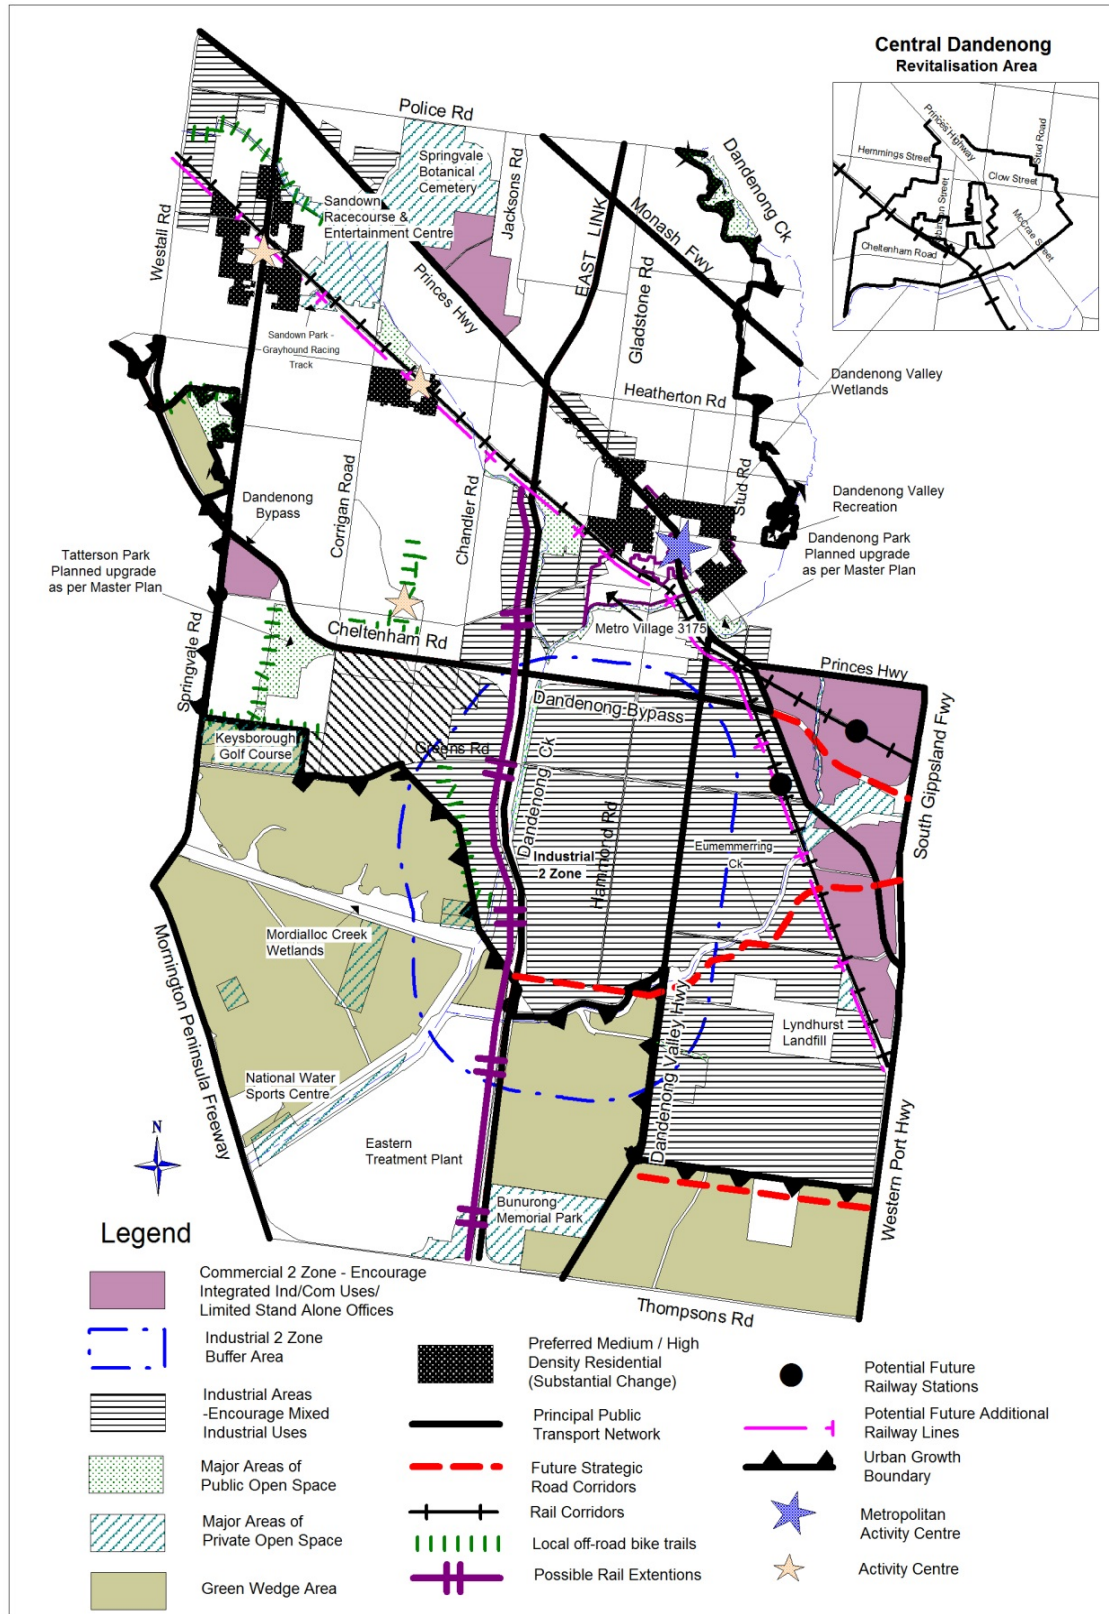 Central Dandenong
Revitalisation Area
Princes Highway
Stud Road
Hemmings Street
Clow Street
McCrae Street
Cheltenham Road
Police Rd
Springvale
Botanical
Cemetery
Jacksons Rd
Dandenong Ck
Sandown
Racecourse &
Entertainment Centre
Westall Rd
EAST LINK
Monash Fwy
Gladstone Rd
Princes Hwy
Sandown Park -
Grayhound Racing
Track
Dandenong Valley
Wetlands
Heatherton Rd
Stud Rd
Corrigan Road
Chandler Rd
Dandenong
Bypass
Dandenong Valley
Recreation
Dandenong Park
Planned upgrade
as per Master Plan
Tatterson Park
Planned upgrade
as per Master Plan
Springvale Rd
Cheltenham Rd
Metro Village 3175
Princes Hwy
Dandenong Bypass
South Gippsland Fwy
Keysborough
Golf Course
Greens Rd
Dandenong Ck
Hammond Rd
Industrial
2 Zone
Eumemmerring
Ck
Mordialloc Creek
Wetlands
Mornington Peninsula Freeway
Dandenong Valley Hwy
Lyndhurst
Landfill
National Water
Sports Centre
Eastern
Treatment Plant
Western Port Hwy
Bunurong
Memorial Park
Thompsons Rd
N
Legend
Commercial 2 Zone - Encourage
Integrated Ind/Com Uses/
Limited Stand Alone Offices
Industrial 2 Zone
Buffer Area
Industrial Areas
-Encourage Mixed
Industrial Uses
Major Areas of
Public Open Space
Major Areas of
Private Open Space
Green Wedge Area
Preferred Medium / High
Density Residential
(Substantial Change)
Principal Public
Transport Network
Future Strategic
Road Corridors
Rail Corridors
Local off-road bike trails
Possible Rail Extentions
Potential Future
Railway Stations
Potential Future Additional
Railway Lines
Urban Growth
Boundary
Metropolitan
Activity Centre
Activity Centre